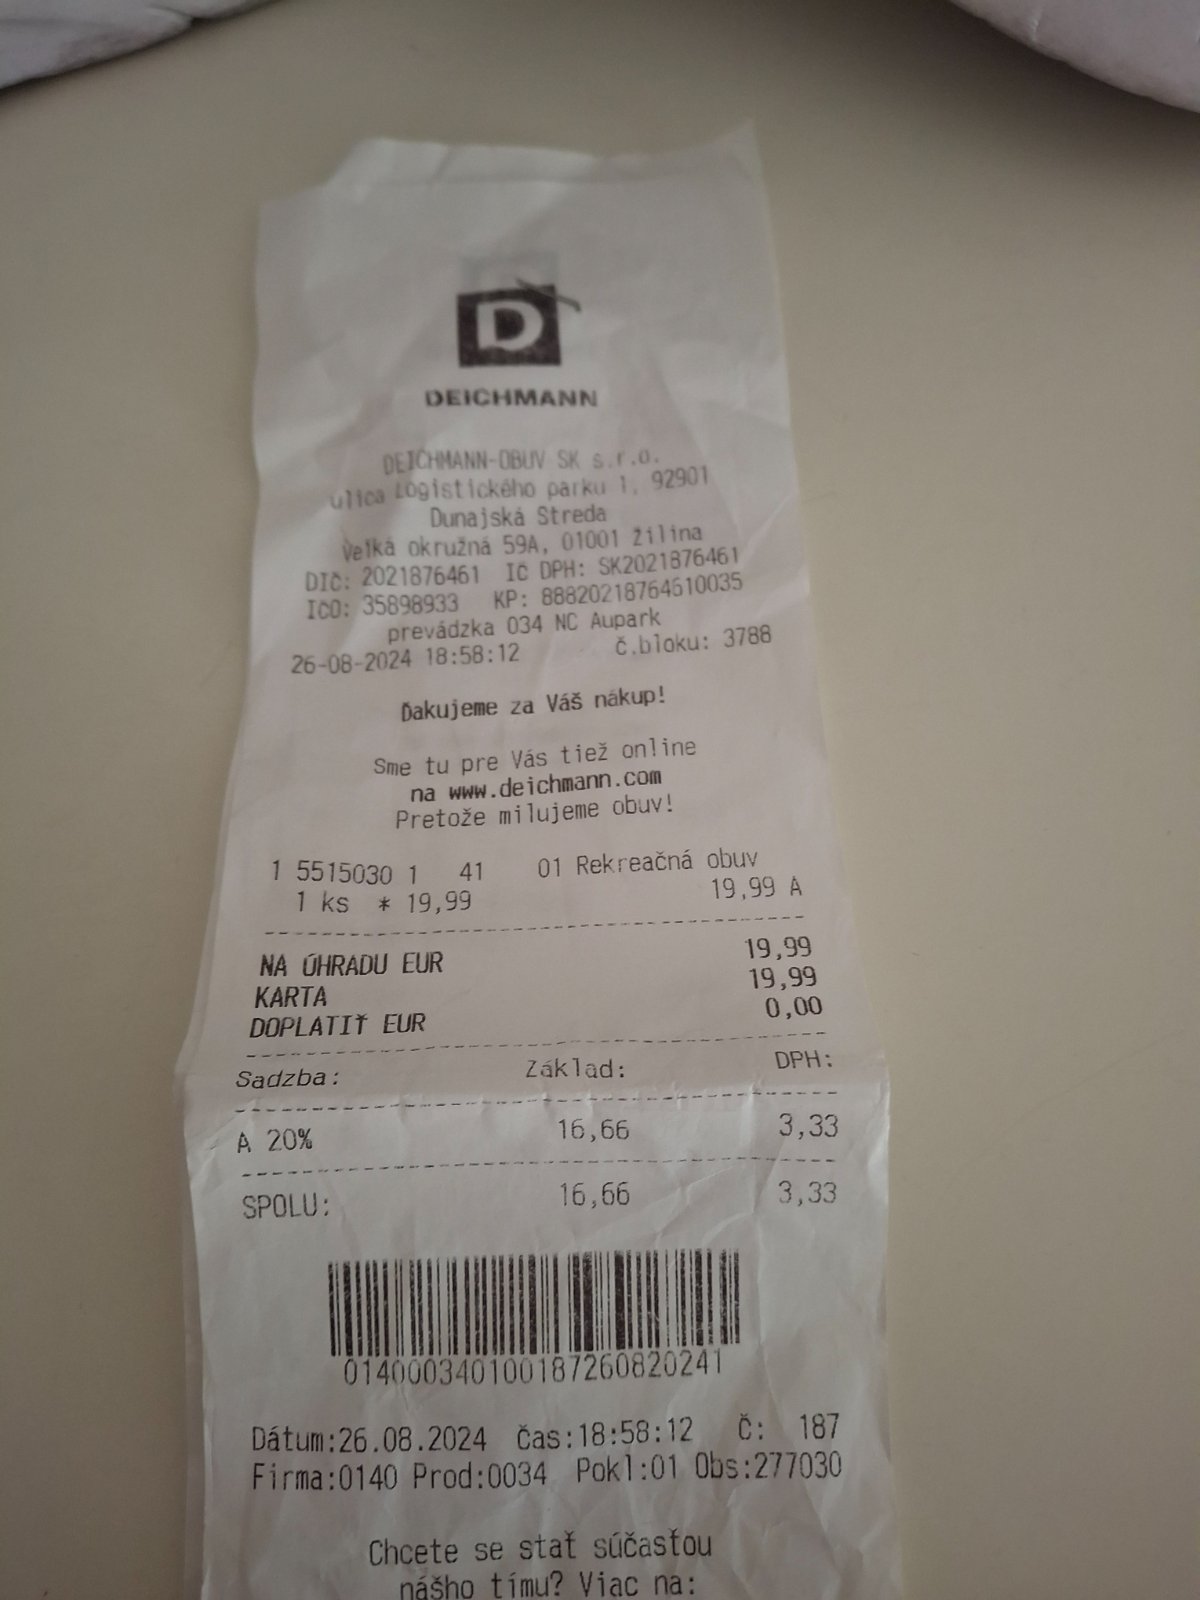 D
DEICHMANN
DEICHMANN-OBUV SK s.r.o.
ulica Logistického parku 1, 92901
Dunajská Streda
Veľká okružná 59A, 01001 Žilina
DIČ: 2021876461 IČ DPH: SK2021876461
IČO: 35898933 KP: 88820218764610035
prevádzka 034 NC Aupark
26-08-2024 18:58:12 č.bloku: 3788
Ďakujeme za Váš nákup!
Sme tu pre Vás tiež online
na www.deichmann.com
Pretože milujeme obuv!
1 5515030 1 41 01 Rekreačná obuv
1 ks * 19,99 19,99 A
NA ÚHRADU EUR 19,99
KARTA 19,99
DOPLATIŤ EUR 0,00
Sadzba: Základ: DPH:
A 20% 16,66 3,33
SPOLU: 16,66 3,33
014000340100187260820241
Dátum:26.08.2024 Čas:18:58:12 Č: 187
Firma:0140 Prod:0034 Pokl:01 Obs:277030
Chcete se stať súčasťou
nášho tímu? Viac na: